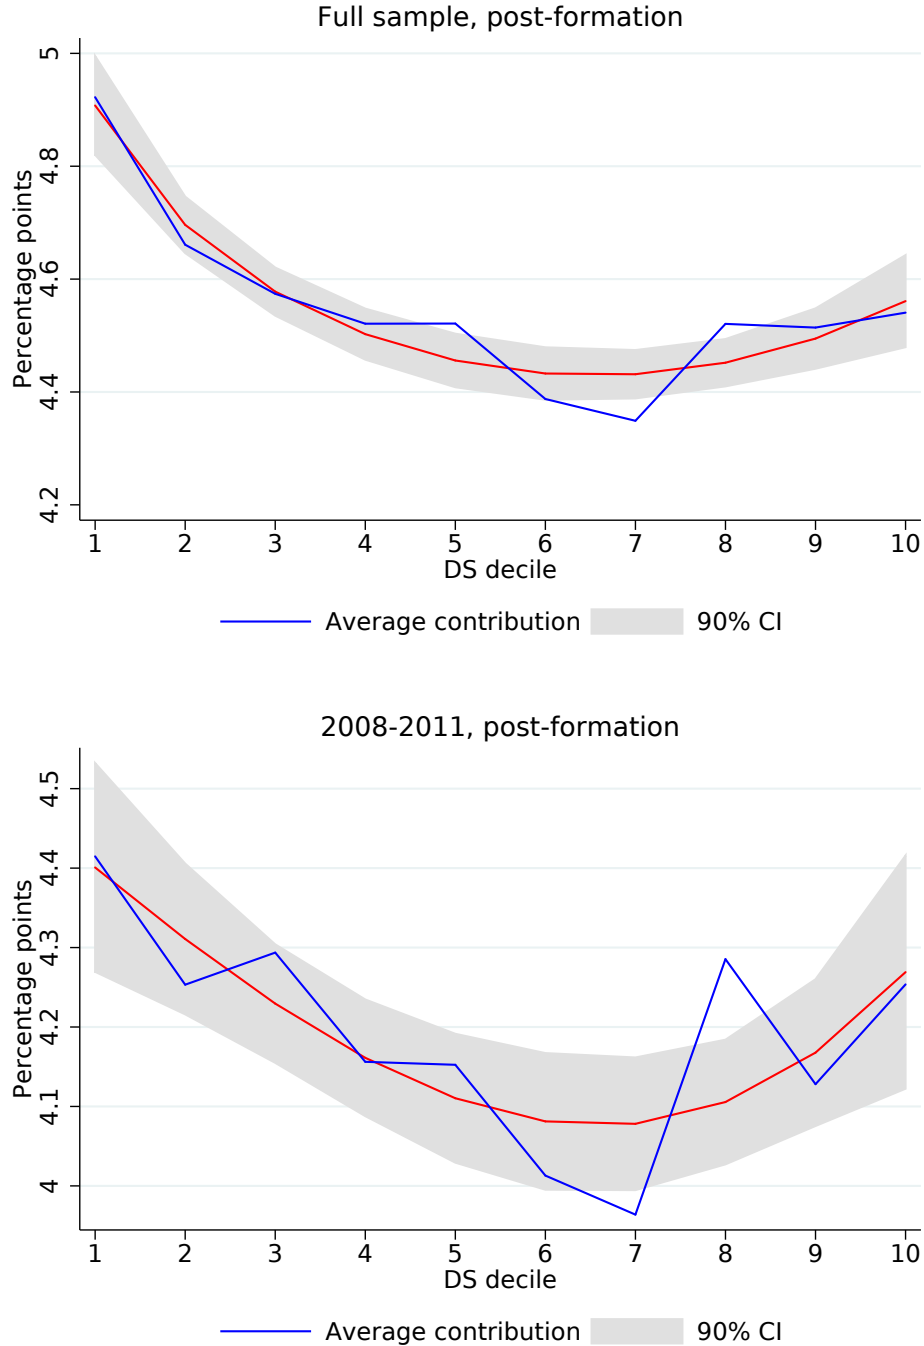 Full sample, post-formation
Percentage points
5
4.8
4.6
4.4
4.2
1 2 3 4 5 6 7 8 9 10
DS decile
Average contribution 90% CI
2008-2011, post-formation
Percentage points
4.5
4.4
4.3
4.2
4.1
4
1 2 3 4 5 6 7 8 9 10
DS decile
Average contribution 90% CI